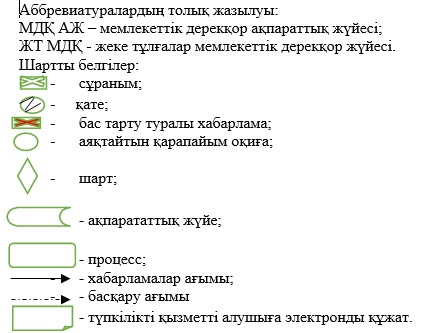 Аббревиатуралардың толық жазылуы:
МДҚ АЖ – мемлекеттік дерекқор ақпараттық жүйесі;
ЖТ МДҚ - жеке тұлғалар мемлекеттік дерекқор жүйесі.
Шартты белгілер:
- сұраным;
- қате;
- бас тарту туралы хабарлама;
- аяқтайтын қарапайым оқиға;
- шарт;
- ақпарататтық жүйе;
- процесс;
- хабарламалар ағымы;
- басқару ағымы
- түпкілікті қызметті алушыға электронды құжат.